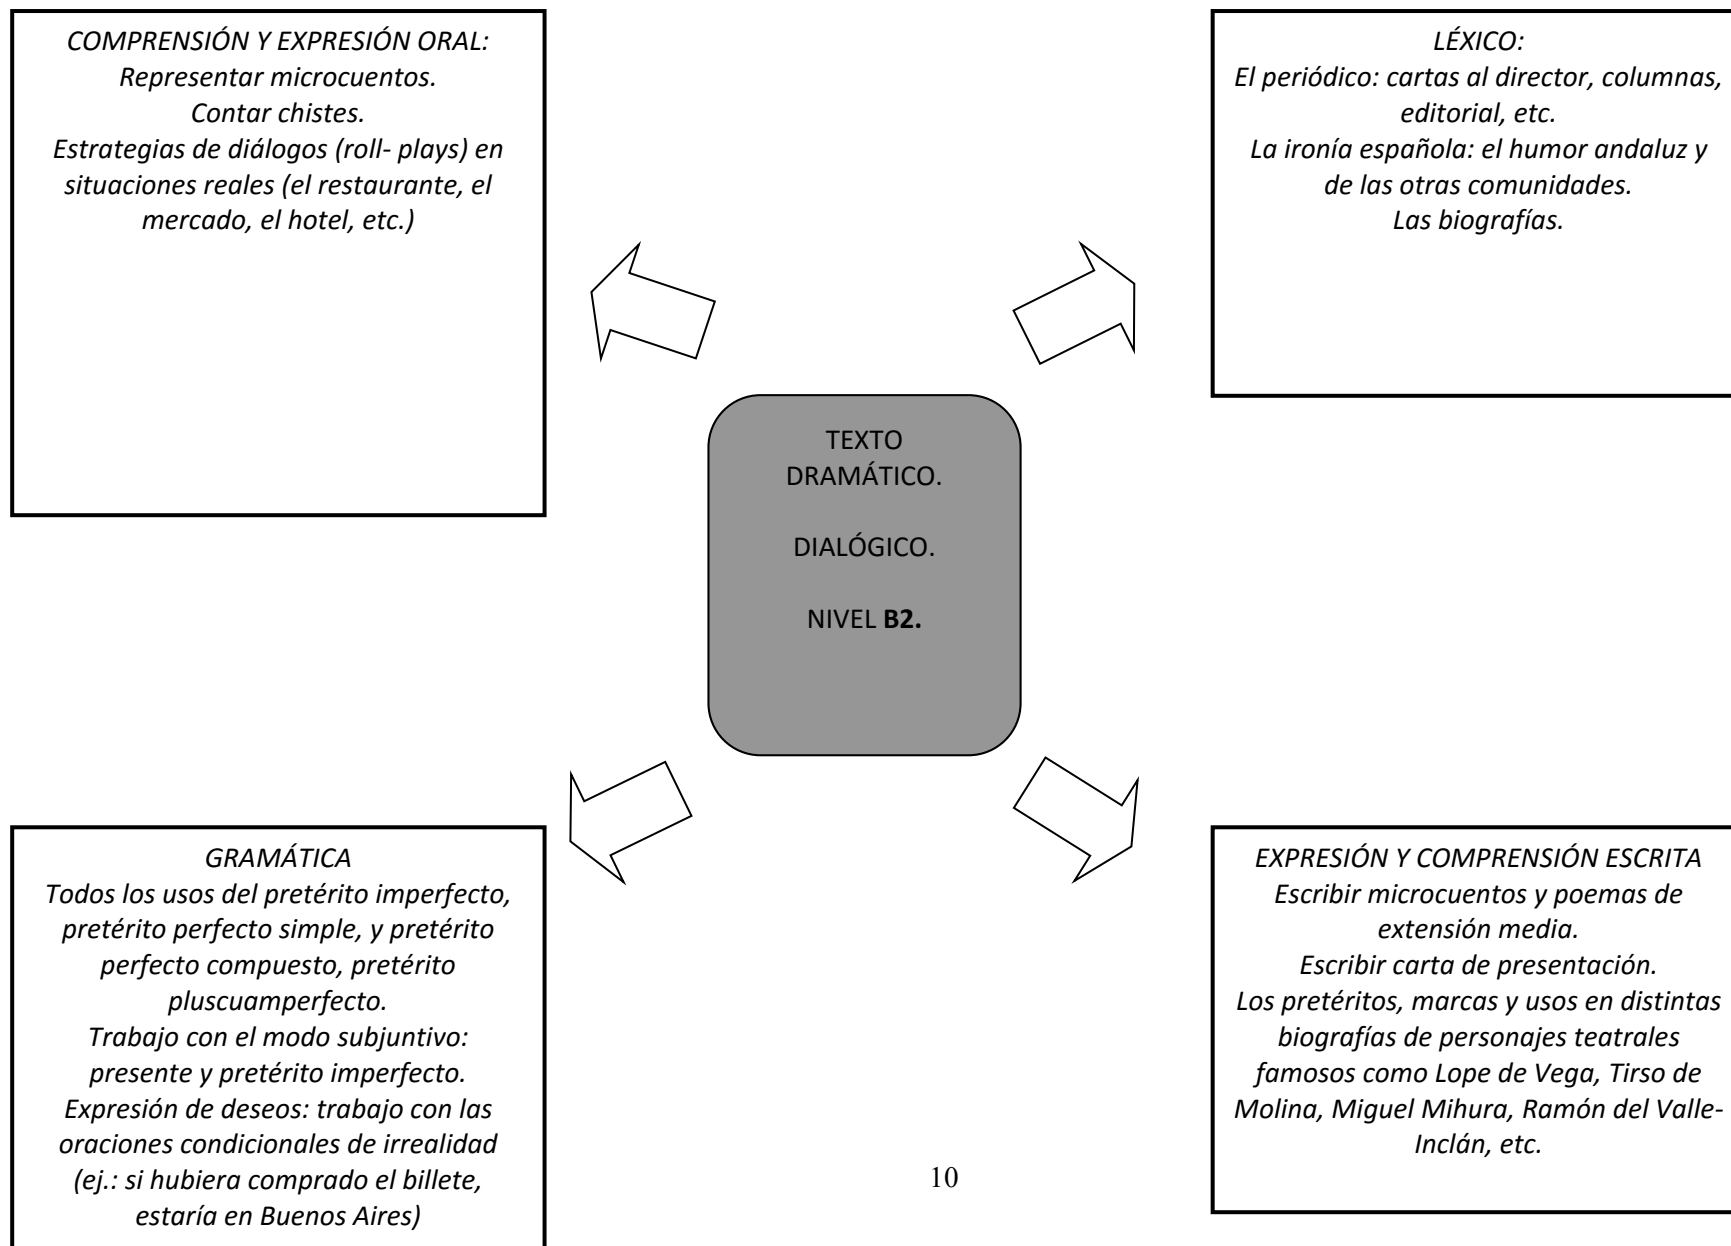 COMPRENSIÓN Y EXPRESIÓN ORAL:
Representar microcuentos.
Contar chistes.
Estrategias de diálogos (roll- plays) en
situaciones reales (el restaurante, el
mercado, el hotel, etc.)
LÉXICO:
El periódico: cartas al director, columnas,
editorial, etc.
La ironía española: el humor andaluz y
de las otras comunidades.
Las biografías.
TEXTO
DRAMÁTICO.
DIALÓGICO.
NIVEL B2.
GRAMÁTICA
Todos los usos del pretérito imperfecto,
pretérito perfecto simple, y pretérito
perfecto compuesto, pretérito
pluscuamperfecto.
Trabajo con el modo subjuntivo:
presente y pretérito imperfecto.
Expresión de deseos: trabajo con las
oraciones condicionales de irrealidad
(ej.: si hubiera comprado el billete,
estaría en Buenos Aires)
EXPRESIÓN Y COMPRENSIÓN ESCRITA
Escribir microcuentos y poemas de
extensión media.
Escribir carta de presentación.
Los pretéritos, marcas y usos en distintas
biografías de personajes teatrales
famosos como Lope de Vega, Tirso de
Molina, Miguel Mihura, Ramón del Valle-
Inclán, etc.
10